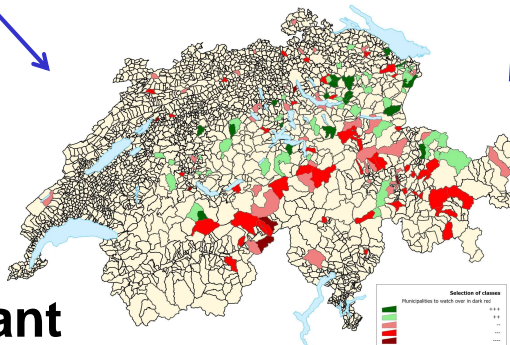 ant
Selection of classes
Municipalities to watch over in dark red
+++
++
--
---
----